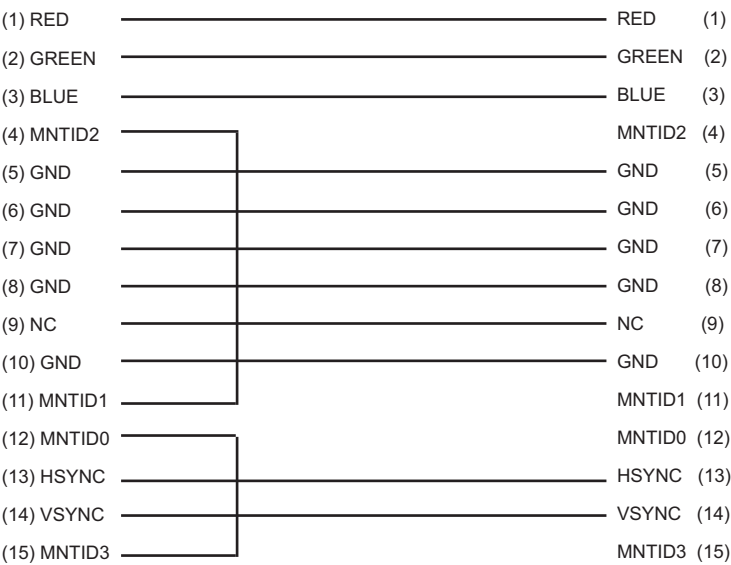 (1) RED RED (1)
(2) GREEN GREEN (2)
(3) BLUE BLUE (3)
(4) MNTID2 MNTID2 (4)
(5) GND GND (5)
(6) GND GND (6)
(7) GND GND (7)
(8) GND GND (8)
(9) NC NC (9)
(10) GND GND (10)
(11) MNTID1 MNTID1 (11)
(12) MNTID0 MNTID0 (12)
(13) HSYNC HSYNC (13)
(14) VSYNC VSYNC (14)
(15) MNTID3 MNTID3 (15)